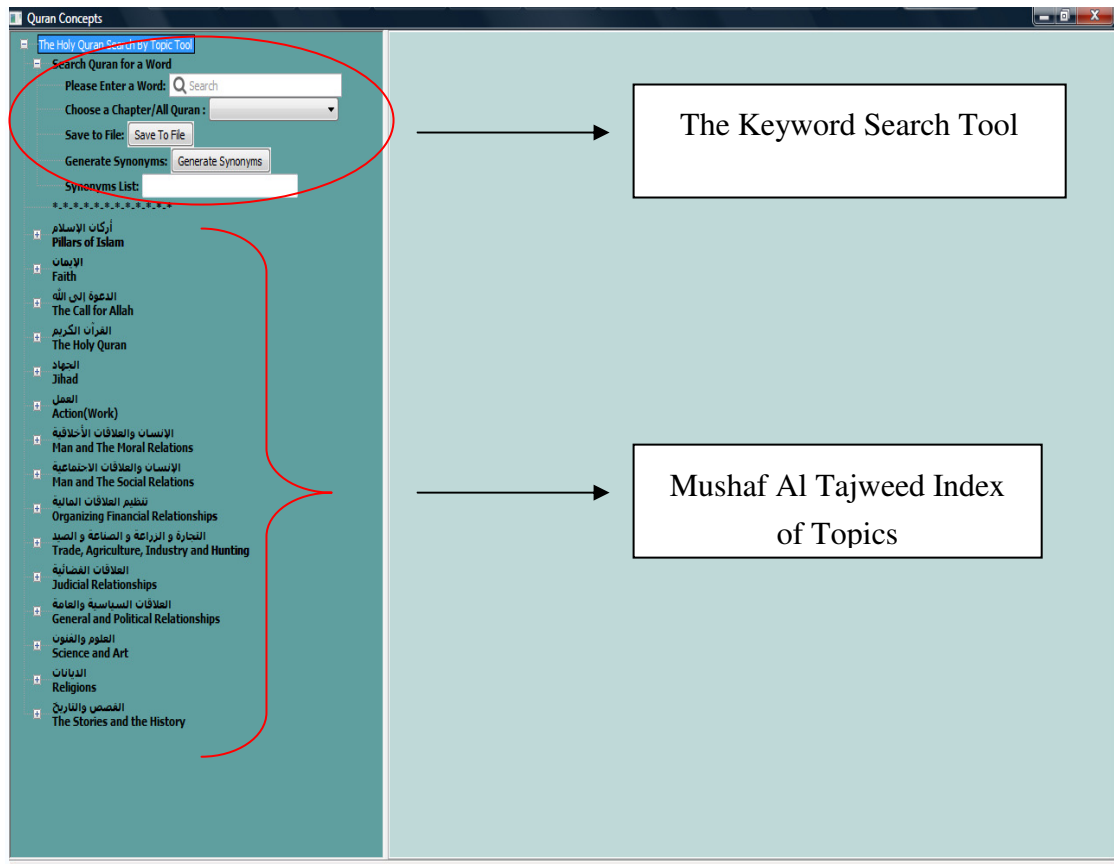 Quran Concepts
The Holy Quran Search By Topic Tool
Search Quran for a Word
Please Enter a Word: Search
Choose a Chapter/All Quran :
Save to File: Save To File
Generate Synonyms: Generate Synonyms
Synonyms List:
*-*-*-*-*-*-*-*-*-*-*-*
أركان الإسلام
Pillars of Islam
الإيمان
Faith
الدعوة إلى الله
The Call for Allah
القرآن الكريم
The Holy Quran
الجهاد
Jihad
العمل
Action(Work)
الإنسان والعلاقات الأخلاقية
Man and The Moral Relations
الإنسان والعلاقات الاجتماعية
Man and The Social Relations
تنظيم العلاقات المالية
Organizing Financial Relationships
التجارة و الزراعة و الصناعة و الصيد
Trade, Agriculture, Industry and Hunting
العلاقات القضائية
Judicial Relationships
العلاقات السياسية والعامة
General and Political Relationships
العلوم والفنون
Science and Art
الديانات
Religions
القصص والتاريخ
The Stories and the History
The Keyword Search Tool
Mushaf Al Tajweed Index
of Topics